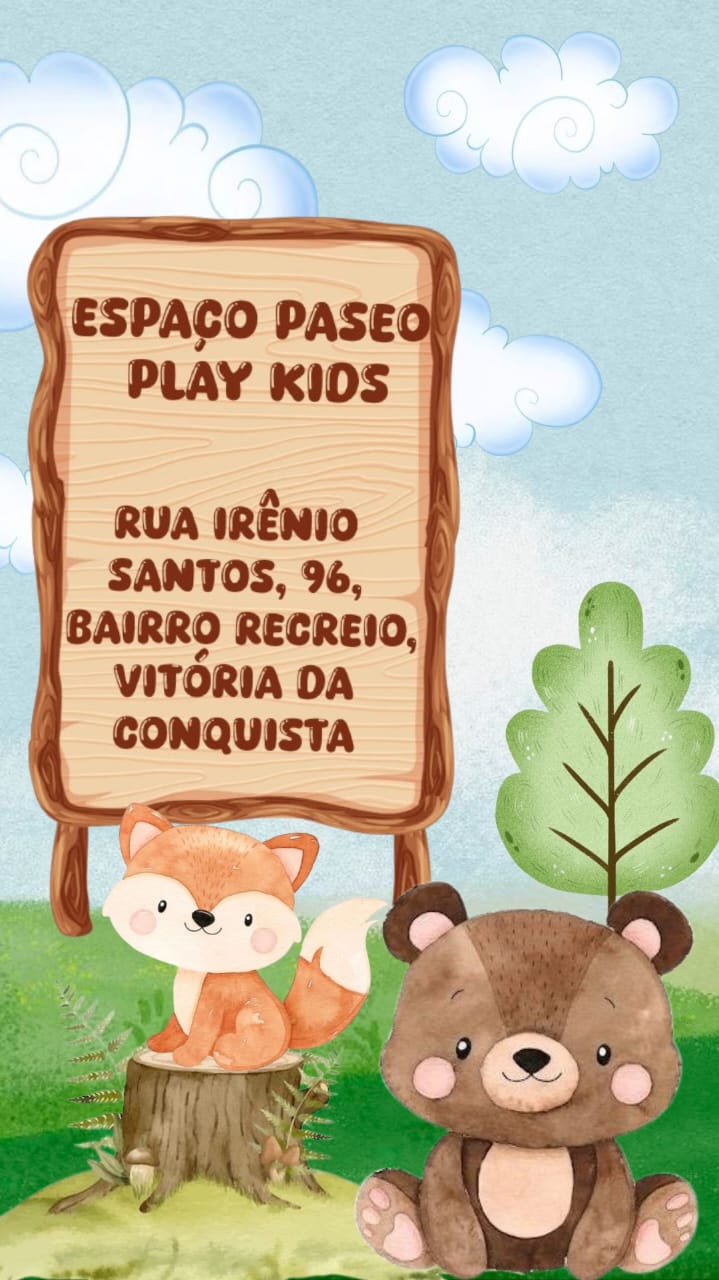 ESPAÇO PASEO
PLAY KIDS
RUA IRÊNIO
SANTOS, 96,
BAIRRO RECREIO,
VITÓRIA DA
CONQUISTA